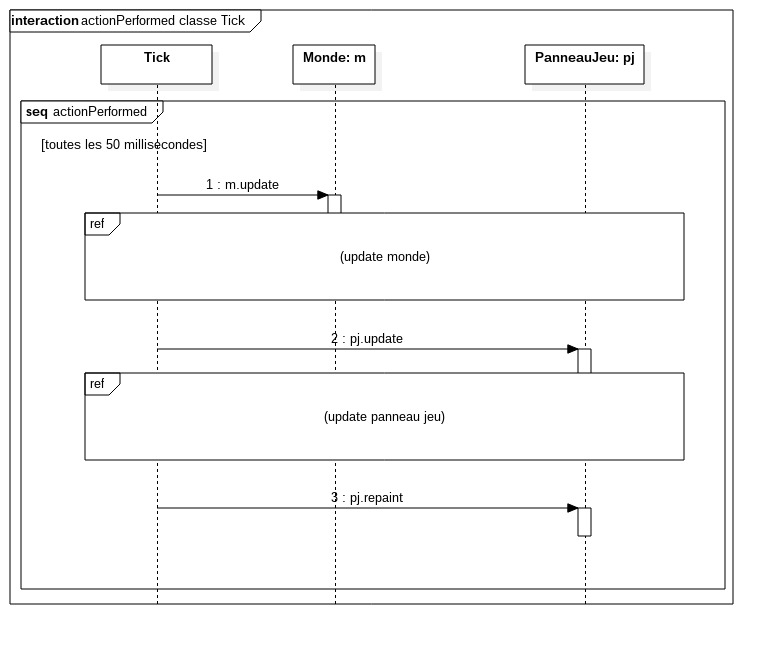 interaction actionPerformed classe Tick
Tick
Monde: m
PanneauJeu: pj
seq actionPerformed
[toutes les 50 millisecondes]
1 : m.update
ref
(update monde)
2 : pj.update
ref
(update panneau jeu)
3 : pj.repaint